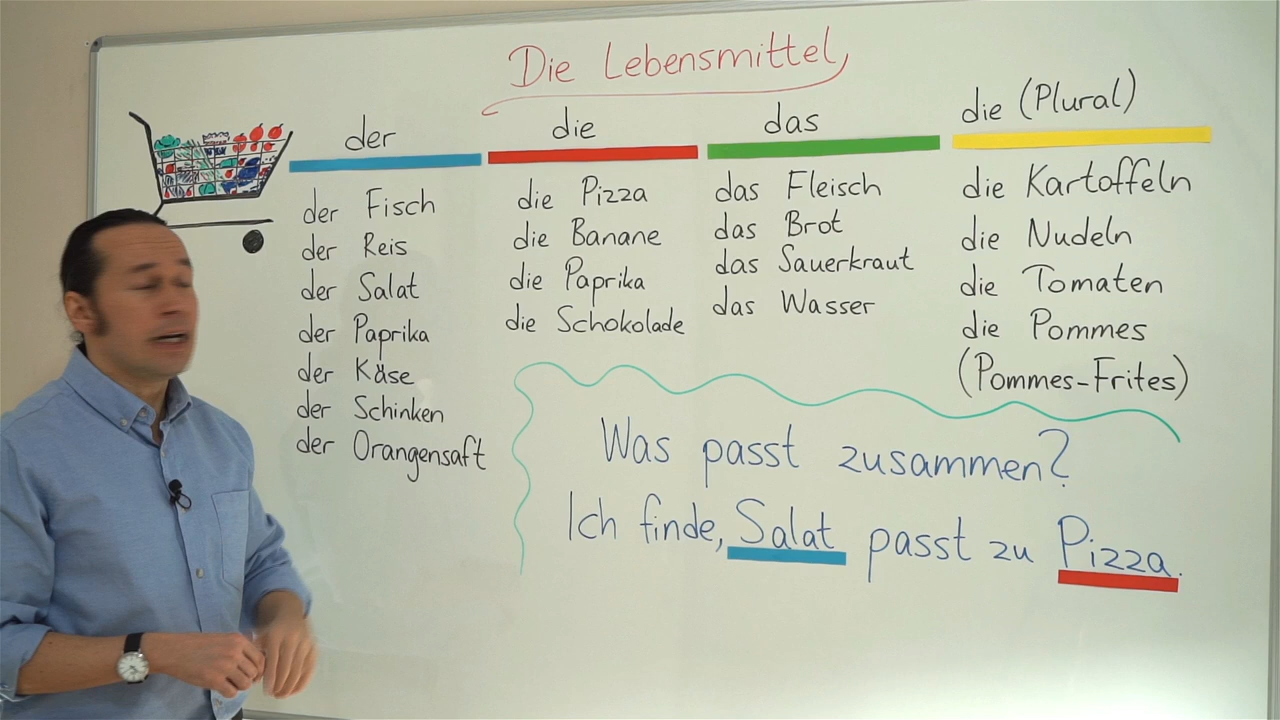 Die Lebensmittel
der
der Fisch
der Reis
der Salat
der Paprika
der Käse
der Schinken
der Orangensaft
die
die Pizza
die Banane
die Paprika
die Schokolade
das
das Fleisch
das Brot
das Sauerkraut
das Wasser
die (Plural)
die Kartoffeln
die Nudeln
die Tomaten
die Pommes
(Pommes-Frites)
Was passt zusammen?
Ich finde, Salat passt zu Pizza.